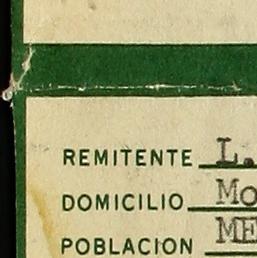 REMITENTE L.
DOMICILIO Mo
POBLACION ME